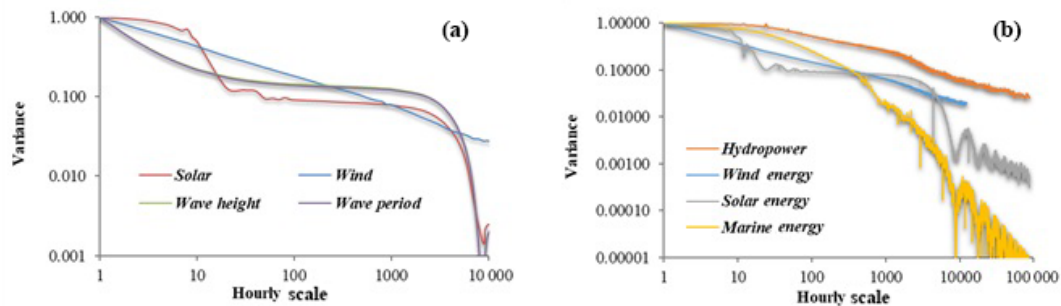 (a)
Variance
1.000
0.100
0.010
0.001
Solar
Wind
Wave height
Wave period
1 10 100 1000 10 000
Hourly scale
(b)
Variance
1.00000
0.10000
0.01000
0.00100
0.00010
0.00001
Hydropower
Wind energy
Solar energy
Marine energy
1 10 100 1000 10000 100 000
Hourly scale